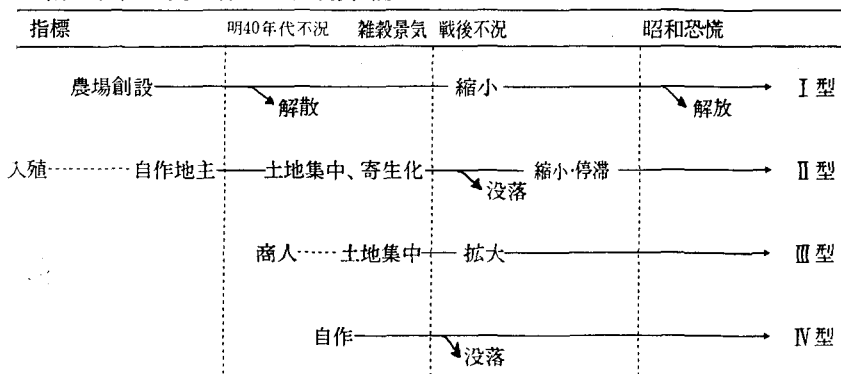 指標 明40年代不況 雑穀景気 戦後不況 昭和恐慌
農場創設 縮小 Ⅰ型
解散 解放
入殖 自作地主 土地集中、寄生化 縮小・停滞 Ⅱ型
没落
商人 土地集中 拡大 Ⅲ型
自作 Ⅳ型
没落